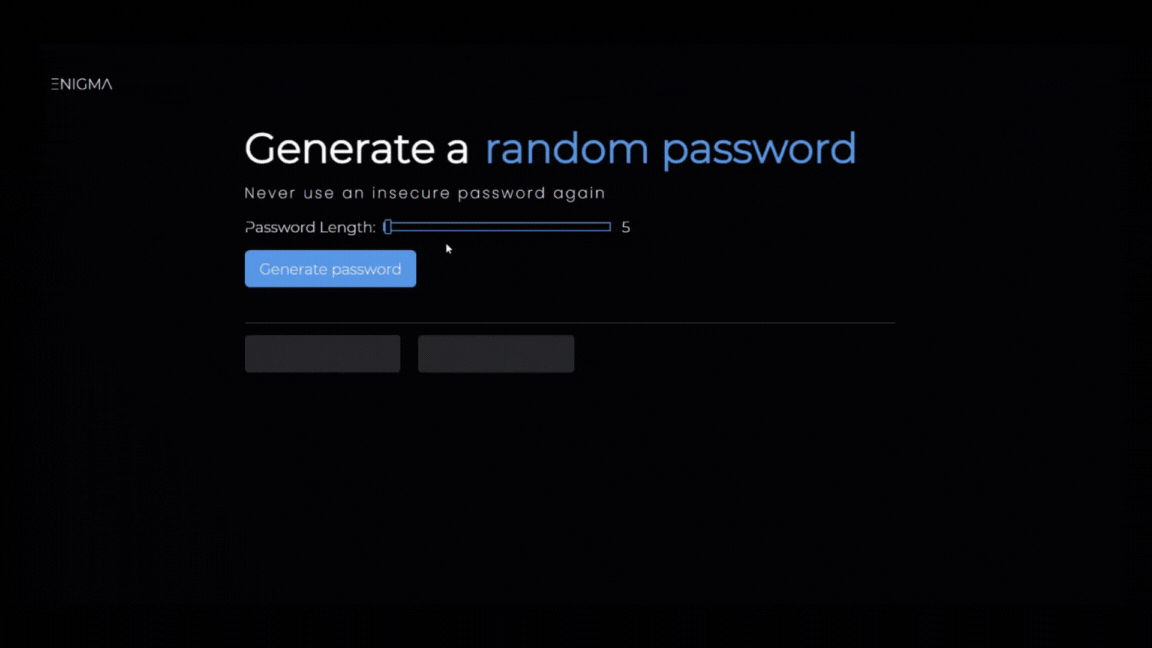 ENIGMA
Generate a random password
Never use an insecure password again
Password Length: 5
Generate password